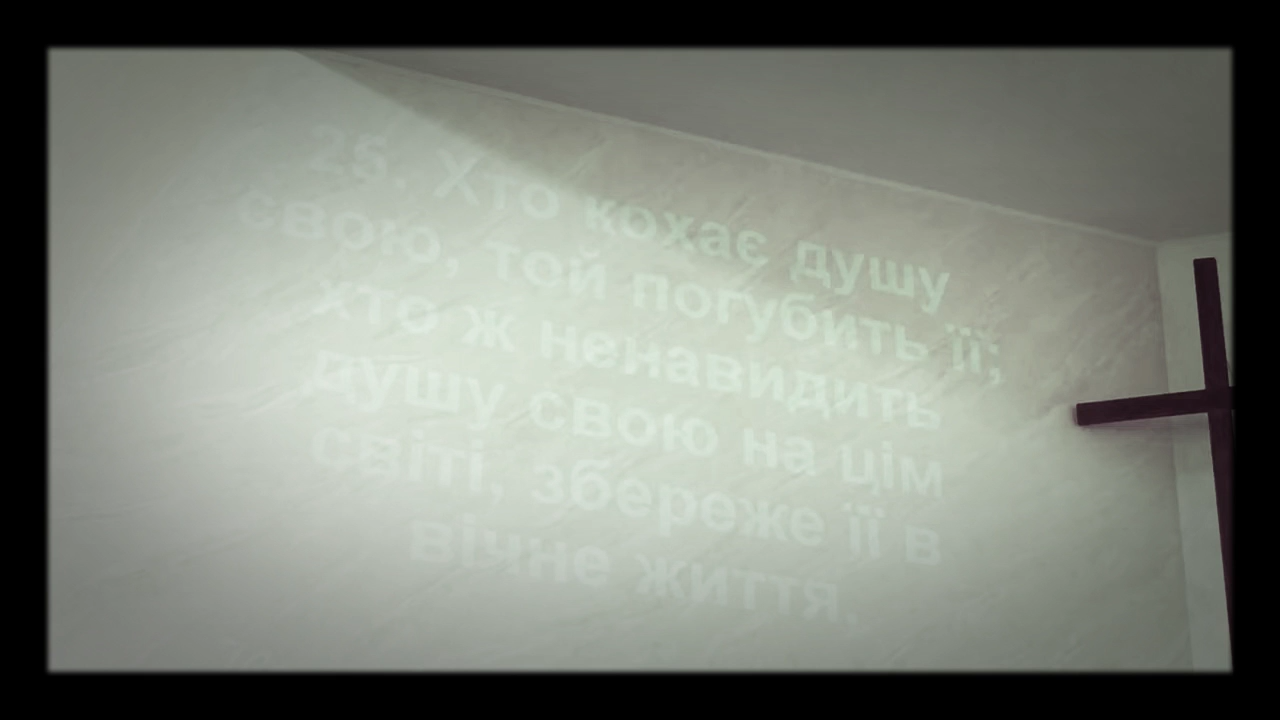 25. Хто кохає душу
свою, той погубить її;
хто ж ненавидить
душу свою на цім
світі, збереже її в
вічне життя.